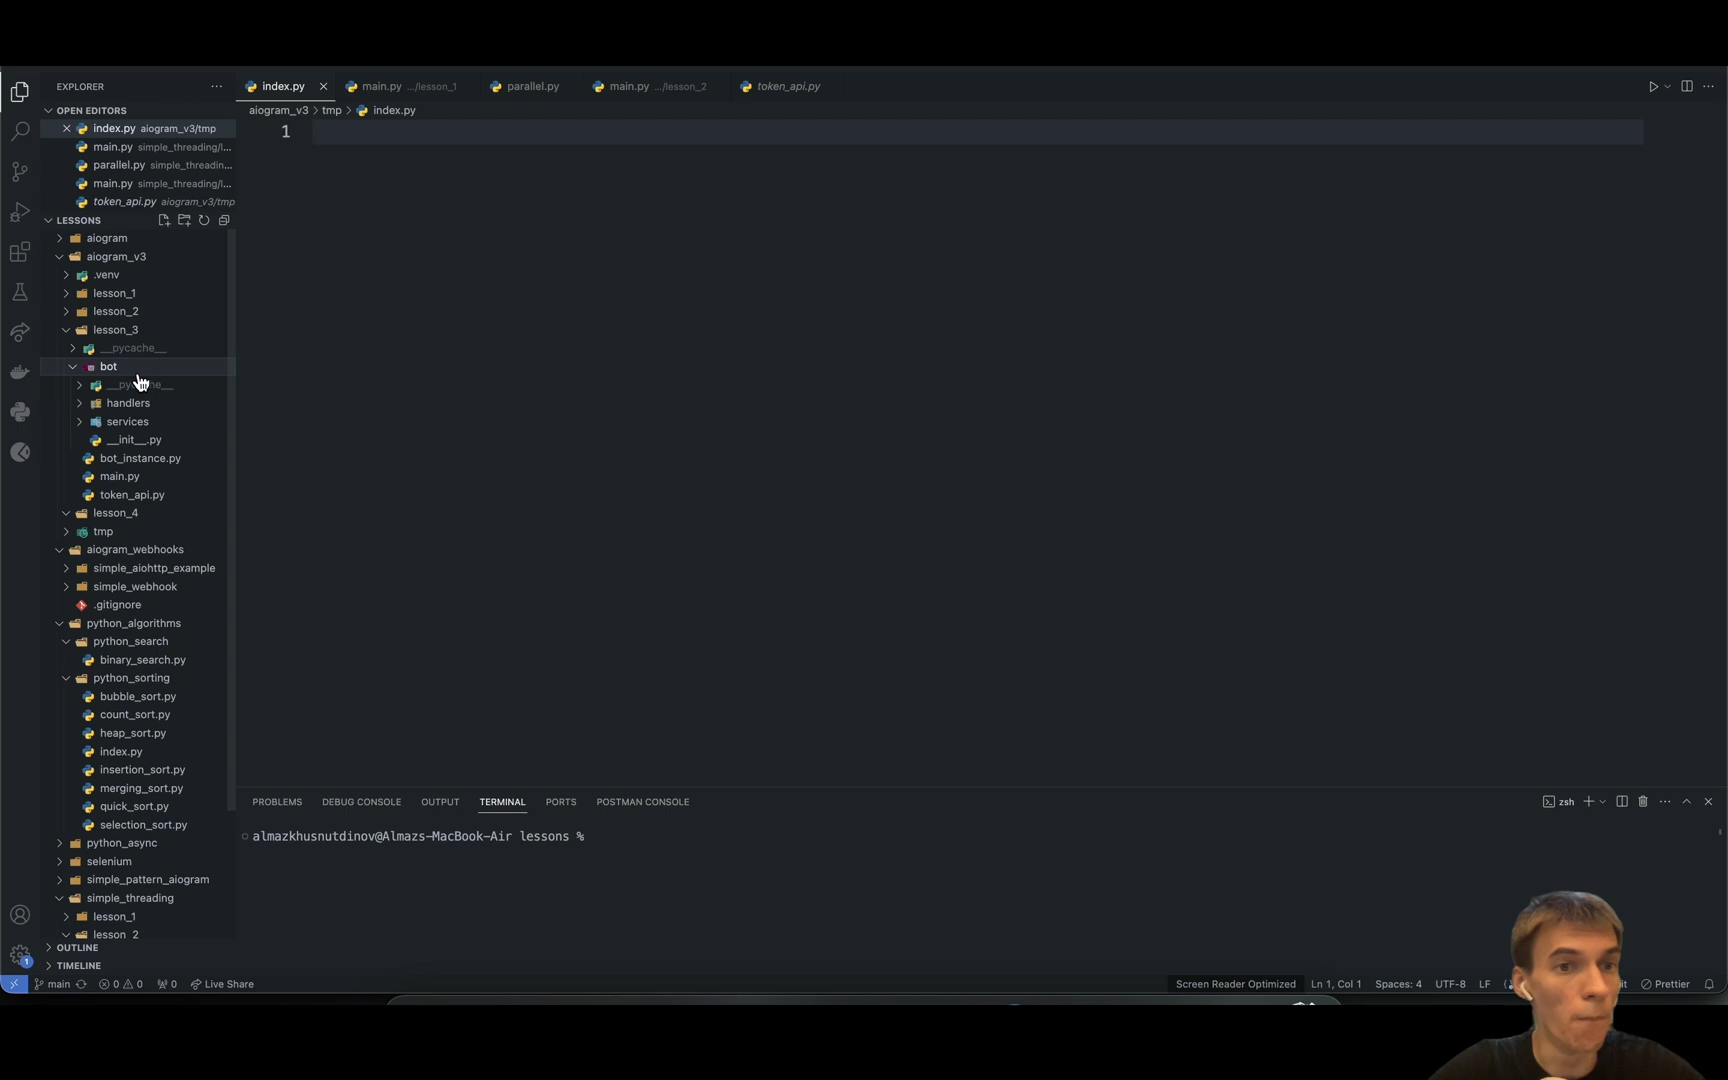 EXPLORER
index.py
main.py .../lesson_1
parallel.py
main.py .../lesson_2
token_api.py
OPEN EDITORS
aiogram_v3 > tmp > index.py
index.py aiogram_v3/tmp
1
main.py simple_threading/l...
parallel.py simple_threadin...
main.py simple_threading/l...
token_api.py aiogram_v3/tmp
LESSONS
aiogram
aiogram_v3
.venv
lesson_1
lesson_2
lesson_3
__pycache__
bot
handlers
services
__init__.py
bot_instance.py
main.py
token_api.py
lesson_4
tmp
aiogram_webhooks
simple_aiohttp_example
simple_webhook
.gitignore
python_algorithms
python_search
binary_search.py
python_sorting
bubble_sort.py
count_sort.py
heap_sort.py
index.py
insertion_sort.py
merging_sort.py
quick_sort.py
selection_sort.py
python_async
selenium
simple_pattern_aiogram
simple_threading
lesson_1
lesson_2
OUTLINE
TIMELINE
PROBLEMS DEBUG CONSOLE OUTPUT TERMINAL PORTS POSTMAN CONSOLE
zsh
almazkhusnutdinov@Almazs-MacBook-Air lessons %
1
main 0 0 0 Live Share
Screen Reader Optimized Ln 1, Col 1 Spaces: 4 UTF-8 LF Prettier